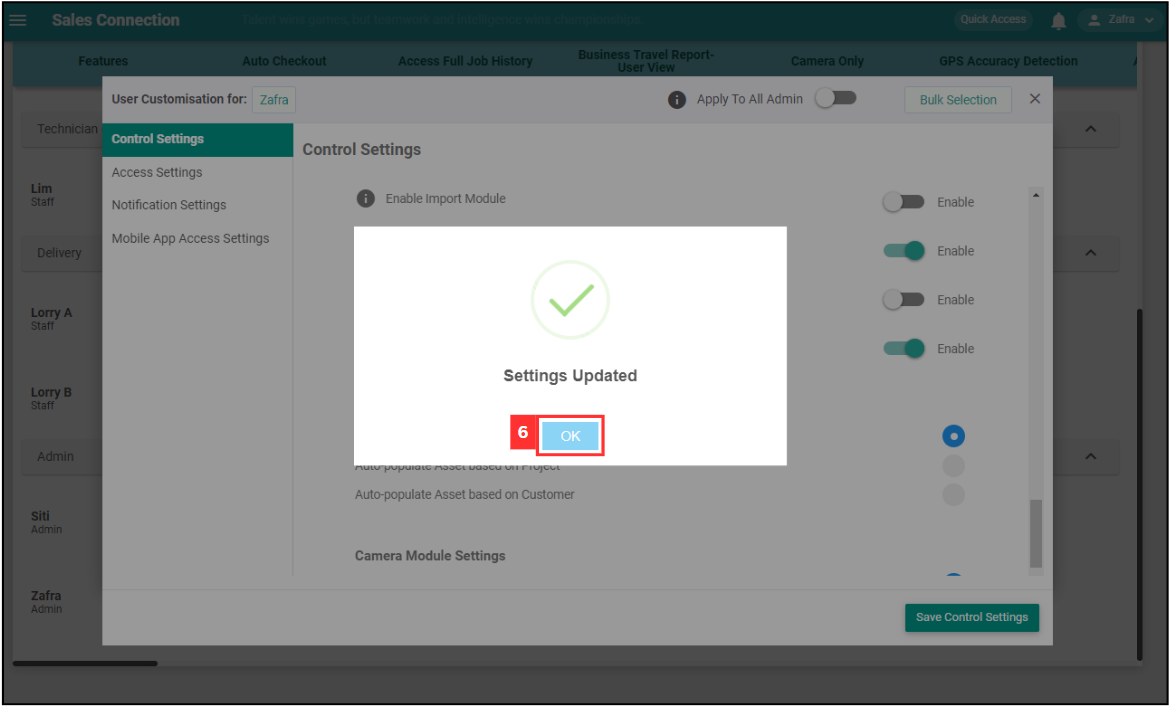 Sales Connection
Talent wins games, but teamwork and intelligence wins championships.
Quick Access
Zafra
Features
Auto Checkout
Access Full Job History
Business Travel Report-
User View
Camera Only
GPS Accuracy Detection
User Customisation for: Zafra
Apply To All Admin
Bulk Selection
Technician
Control Settings
Control Settings
Access Settings
Notification Settings
Mobile App Access Settings
Enable Import Module
Enable
Enable
Enable
Enable
Lim
Staff
Delivery
Lorry A
Staff
Lorry B
Staff
Admin
Siti
Admin
Zafra
Admin
Settings Updated
6
OK
Auto-populate Asset based on Project
Auto-populate Asset based on Customer
Camera Module Settings
Save Control Settings